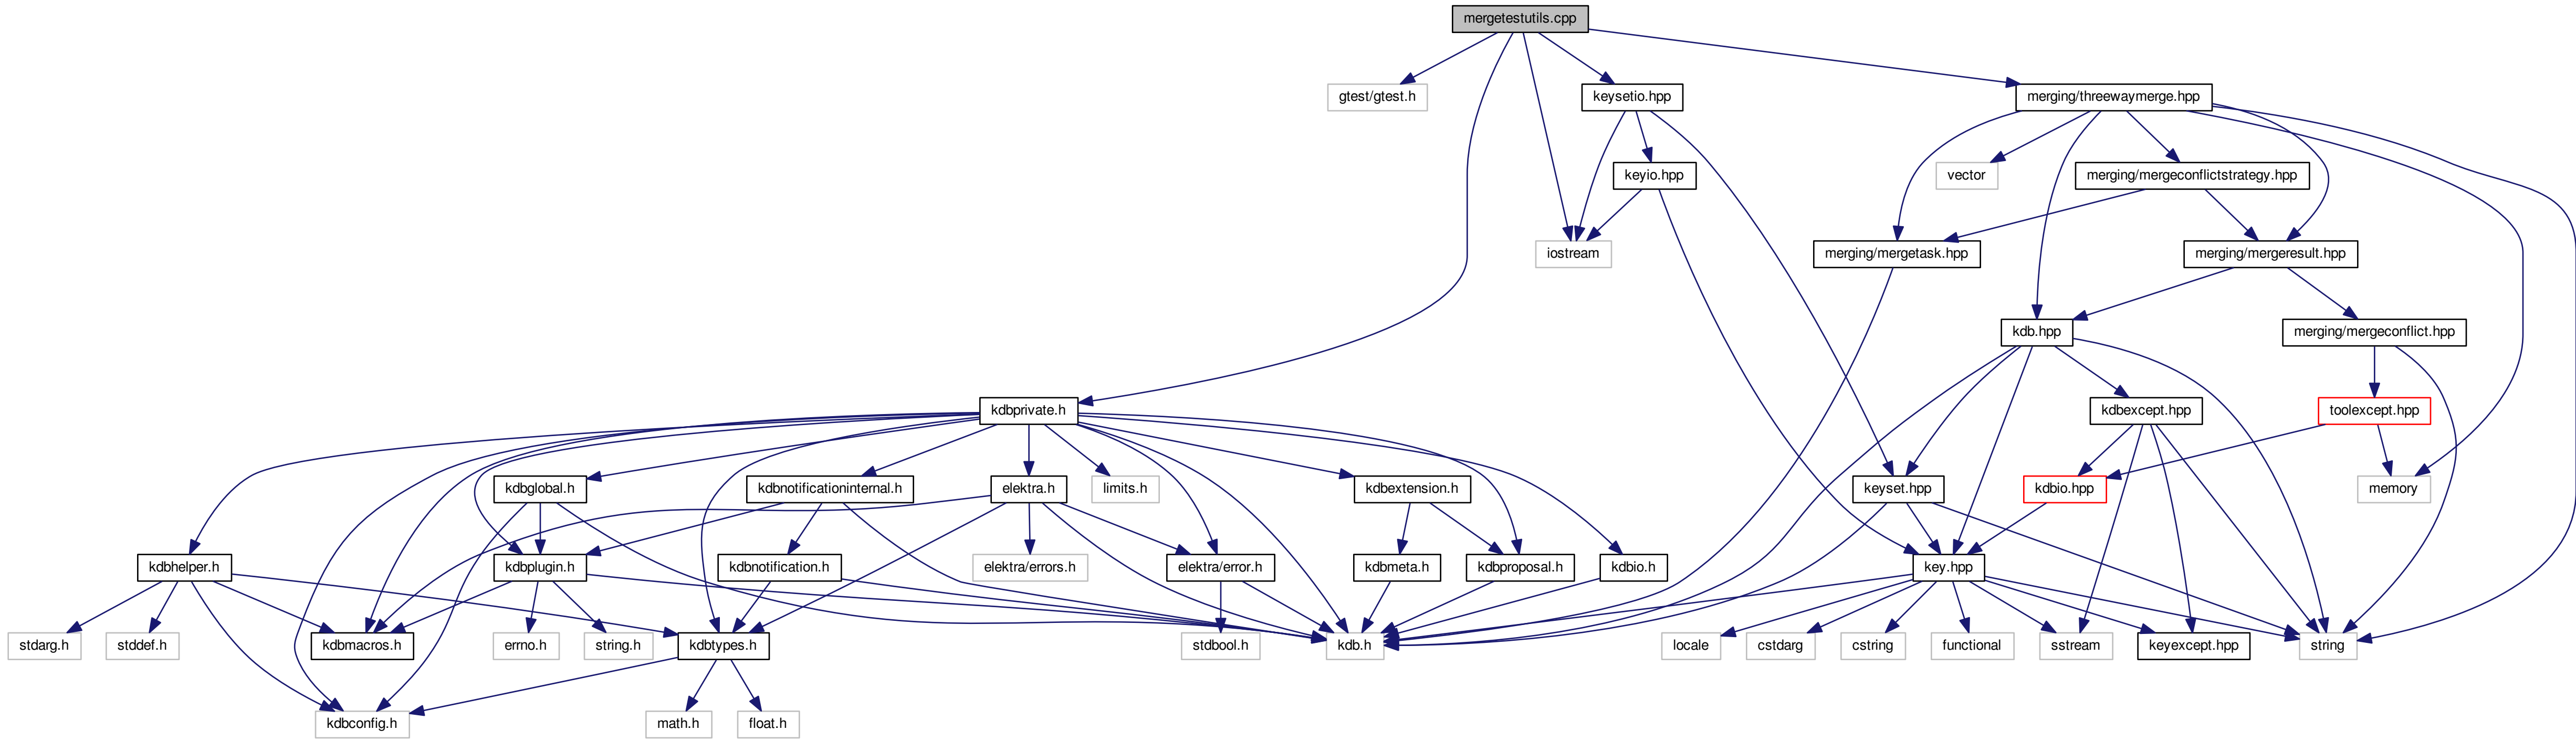 mergetestutils.cpp
gtest/gtest.h
keysetio.hpp
merging/threewaymerge.hpp
keyio.hpp
vector
merging/mergeconflictstrategy.hpp
iostream
merging/mergetask.hpp
merging/mergeresult.hpp
kdb.hpp
merging/mergeconflict.hpp
kdbprivate.h
kdbexcept.hpp
toolexcept.hpp
kdbglobal.h
kdbnotificationinternal.h
elektra.h
limits.h
kdbextension.h
keyset.hpp
kdbio.hpp
memory
kdbhelper.h
kdbplugin.h
kdbnotification.h
elektra/errors.h
elektra/error.h
kdbmeta.h
kdbproposal.h
kdbio.h
key.hpp
stdarg.h
stddef.h
kdbmacros.h
errno.h
string.h
kdbtypes.h
stdbool.h
kdb.h
locale
cstdarg
cstring
functional
sstream
keyexcept.hpp
string
kdbconfig.h
math.h
float.h